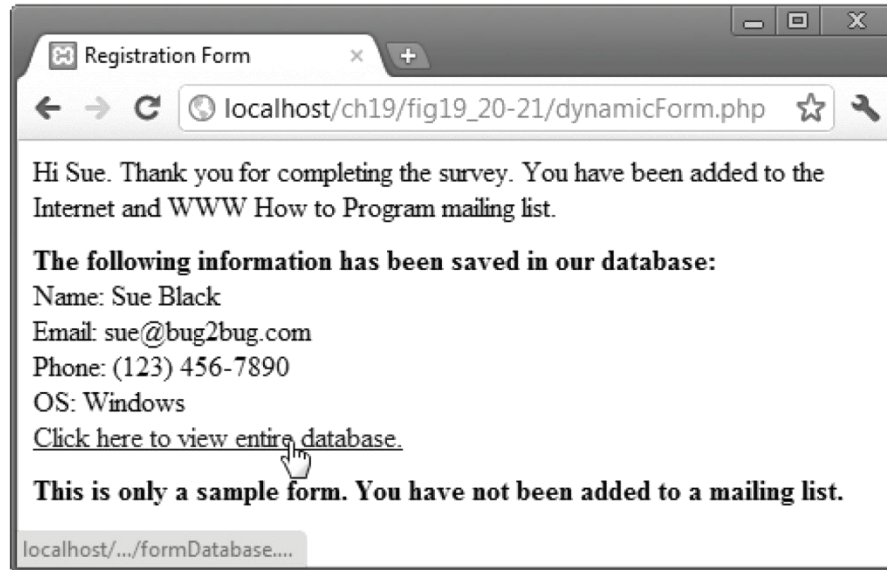 Registration Form
localhost/ch19/fig19_20-21/dynamicForm.php
Hi Sue. Thank you for completing the survey. You have been added to the
Internet and WWW How to Program mailing list.
The following information has been saved in our database:
Name: Sue Black
Email: sue@bug2bug.com
Phone: (123) 456-7890
OS: Windows
Click here to view entire database.
This is only a sample form. You have not been added to a mailing list.
localhost/.../formDatabase....